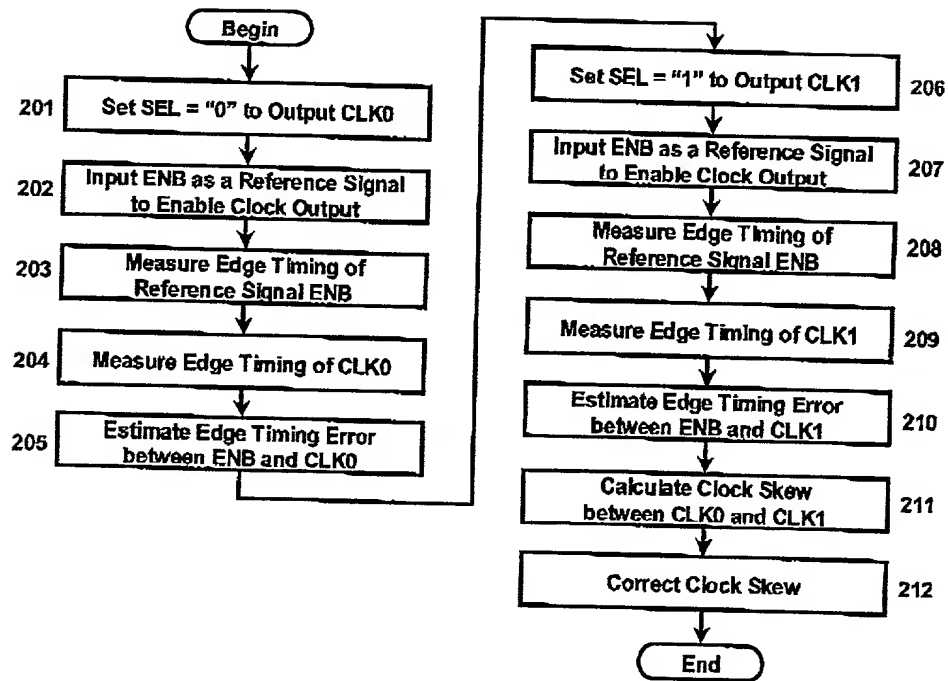 Begin
201
Set SEL = "0" to Output CLK0
202
Input ENB as a Reference Signal
to Enable Clock Output
203
Measure Edge Timing of
Reference Signal ENB
204
Measure Edge Timing of CLK0
205
Estimate Edge Timing Error
between ENB and CLK0
Set SEL = "1" to Output CLK1
206
Input ENB as a Reference Signal
to Enable Clock Output
207
Measure Edge Timing of
Reference Signal ENB
208
Measure Edge Timing of CLK1
209
Estimate Edge Timing Error
between ENB and CLK1
210
Calculate Clock Skew
between CLK0 and CLK1
211
Correct Clock Skew
212
End